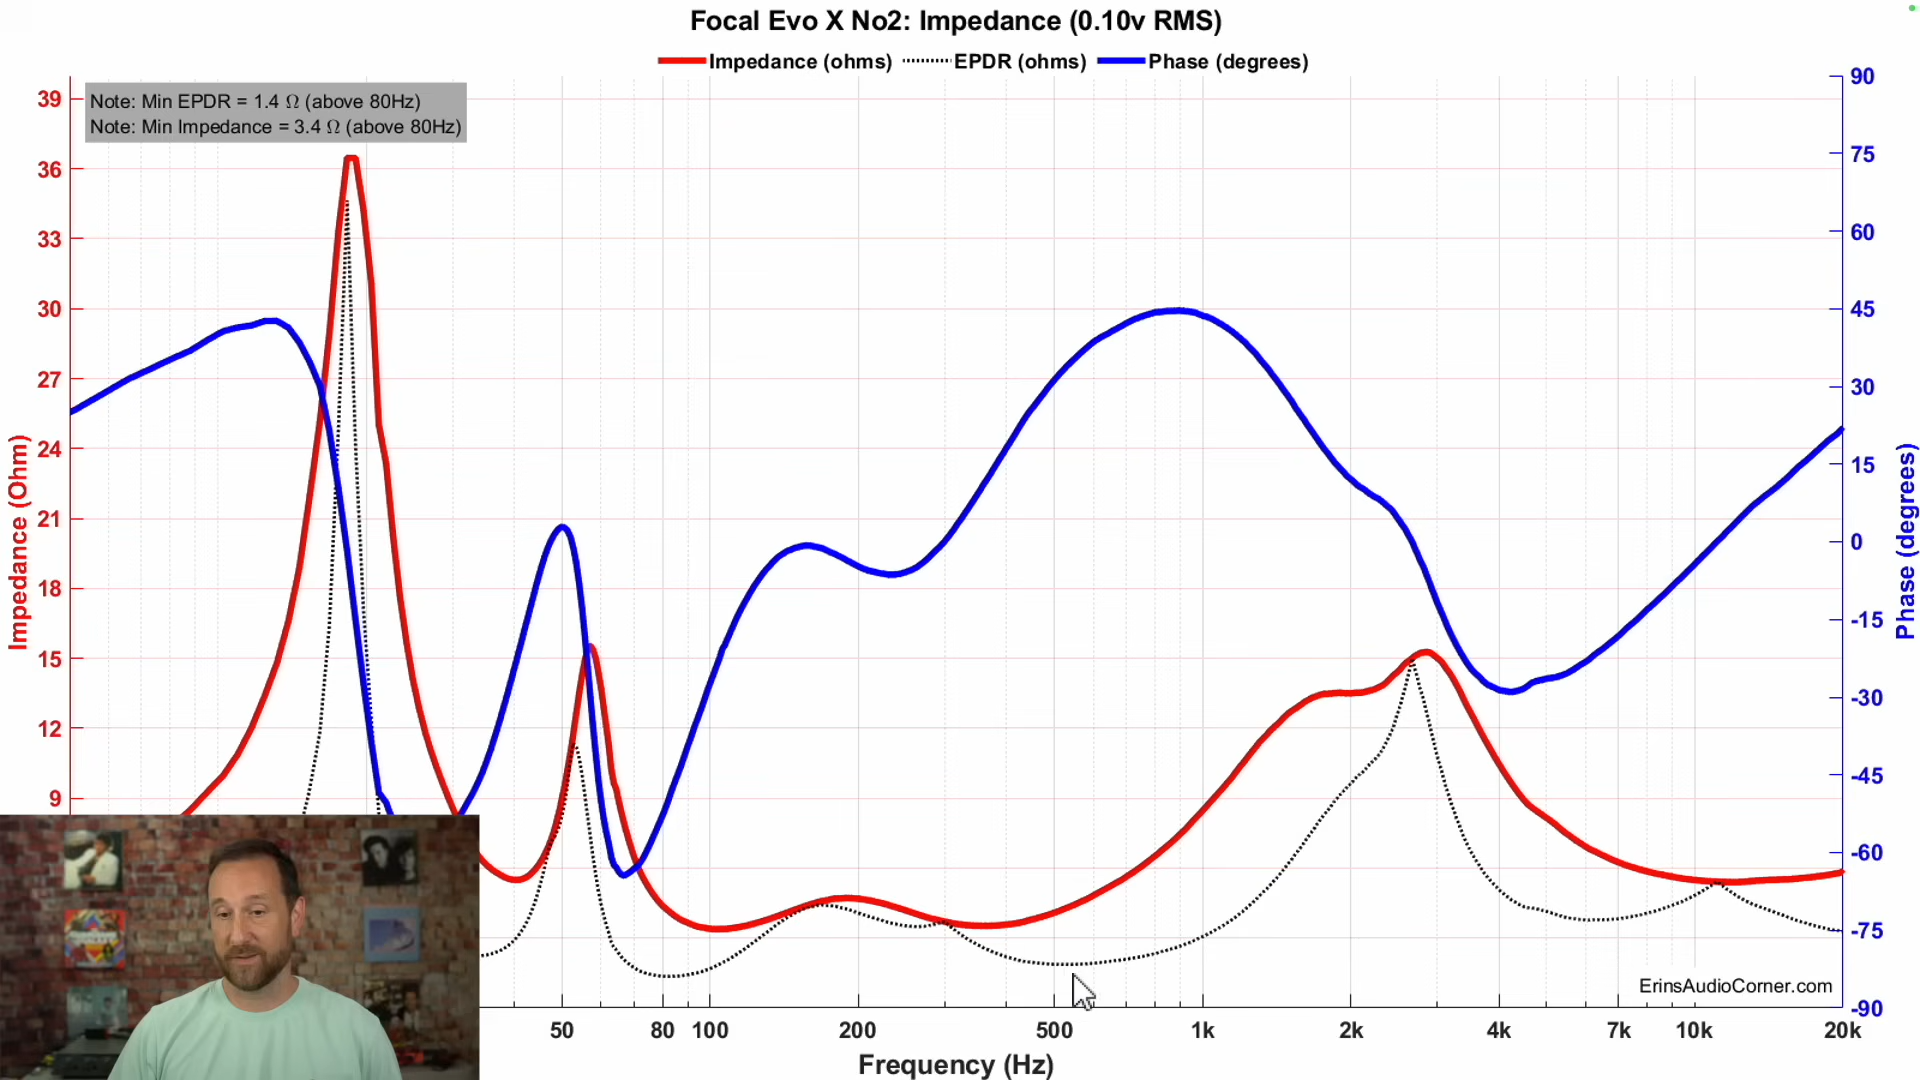 Focal Evo X No2: Impedance (0.10v RMS)
Impedance (ohms) EPDR (ohms) Phase (degrees)
Note: Min EPDR = 1.4 Ω (above 80Hz)
Note: Min Impedance = 3.4 Ω (above 80Hz)
39
36
33
30
27
24
21
18
15
12
9
Impedance (Ohm)
90
75
60
45
30
15
0
-15
-30
-45
-60
-75
-90
Phase (degrees)
ErinsAudioCorner.com
50 80 100 200 500 1k 2k 4k 7k 10k 20k
Frequency (Hz)